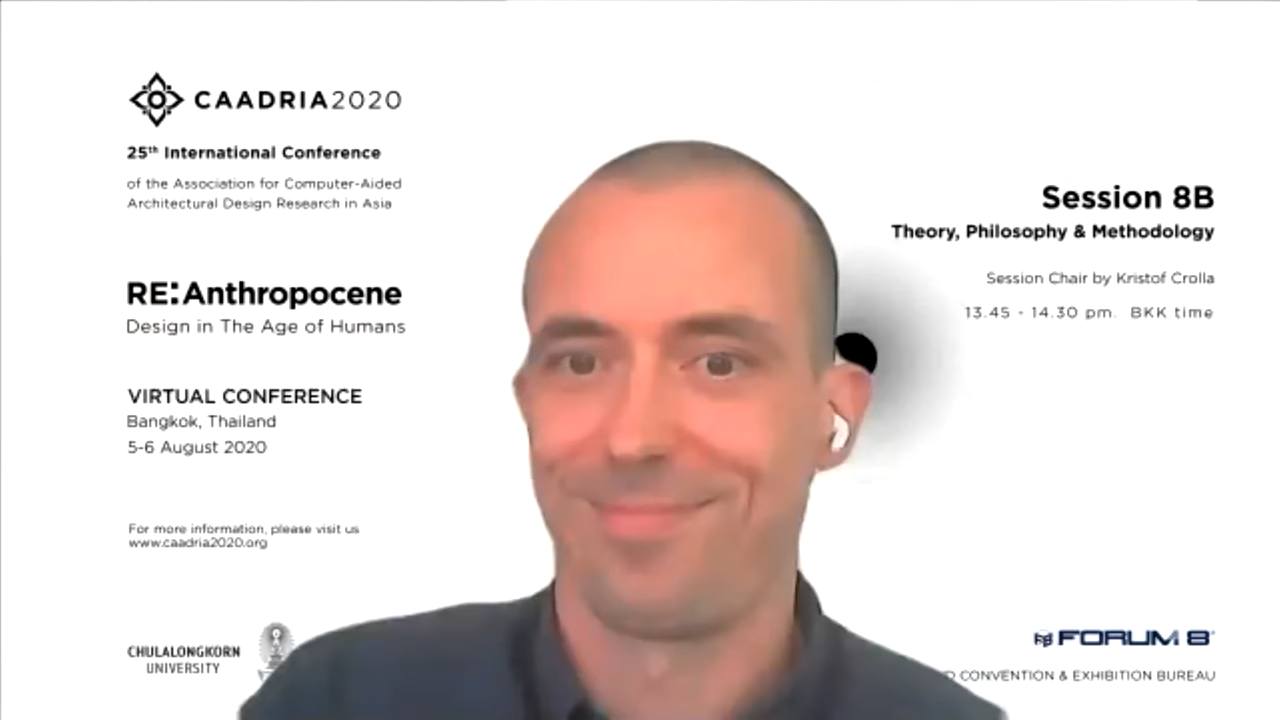 CAADRIA2020
25th International Conference
of the Association for Computer-Aided
Architectural Design Research in Asia
RE:Anthropocene
Design in The Age of Humans
VIRTUAL CONFERENCE
Bangkok, Thailand
5-6 August 2020
For more information, please visit us
www.caadria2020.org
CHULALONGKORN
UNIVERSITY
Session 8B
Theory, Philosophy & Methodology
Session Chair by Kristof Crolla
13.45 - 14.30 pm. BKK time
FORUM 8
CONVENTION & EXHIBITION BUREAU